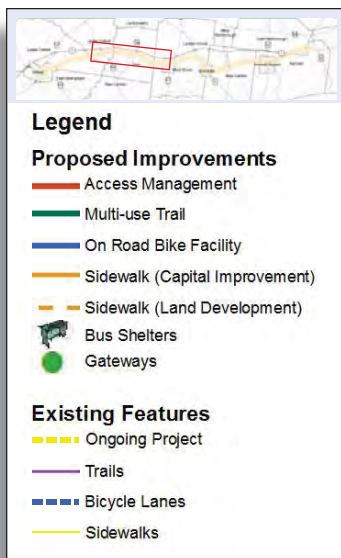 Legend
Proposed Improvements
Access Management
Multi-use Trail
On Road Bike Facility
Sidewalk (Capital Improvement)
Sidewalk (Land Development)
Bus Shelters
Gateways
Existing Features
Ongoing Project
Trails
Bicycle Lanes
Sidewalks